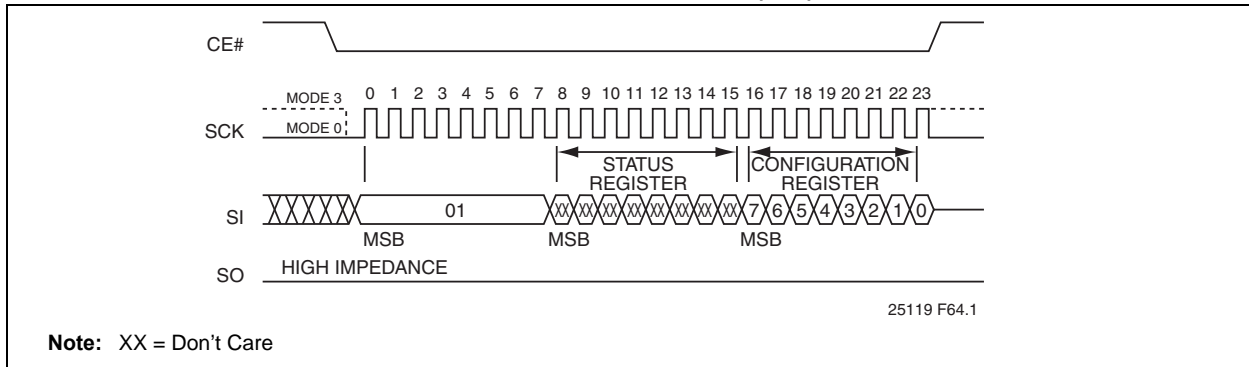 CE#
MODE 3
0 1 2 3 4 5 6 7 8 9 10 11 12 13 14 15 16 17 18 19 20 21 22 23
SCK
MODE 0
STATUS REGISTER
CONFIGURATION REGISTER
SI
01
XX XX XX XX XX XX XX XX 7 6 5 4 3 2 1 0
MSB MSB MSB
SO
HIGH IMPEDANCE
25119 F64.1
Note: XX = Don't Care